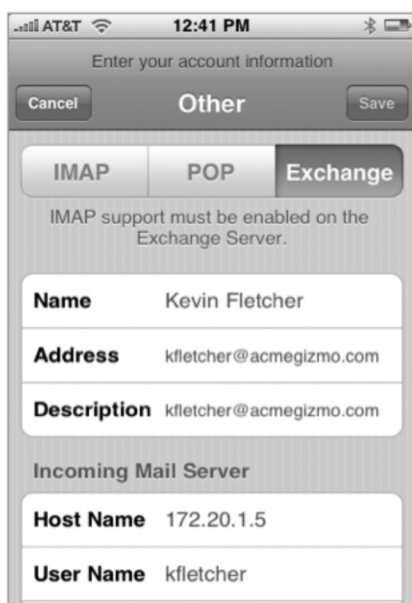 AT&T 12:41 PM
Enter your account information
Cancel Other Save
IMAP POP Exchange
IMAP support must be enabled on the
Exchange Server.
Name Kevin Fletcher
Address kfletcher@acmegizmo.com
Description kfletcher@acmegizmo.com
Incoming Mail Server
Host Name 172.20.1.5
User Name kfletcher